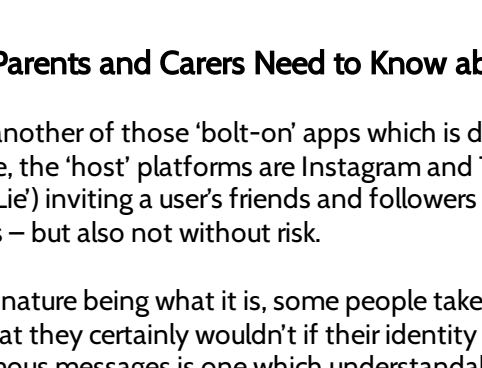 Parents and Carers Need to Know ab
another of those ‘bolt-on’ apps which is d
e, the ‘host’ platforms are Instagram and T
Lie’) inviting a user’s friends and followers
s – but also not without risk.
nature being what it is, some people take
at they certainly wouldn’t if their identity
mous messages is one which understandab